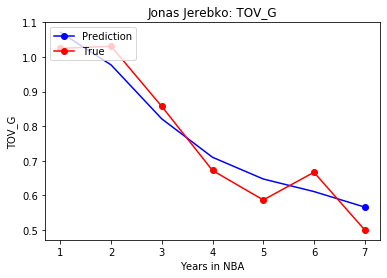 Jonas Jerebko: TOV_G
1.1
Prediction
True
1.0
0.9
0.8
0.7
0.6
0.5
TOV_G
1 2 3 4 5 6 7
Years in NBA